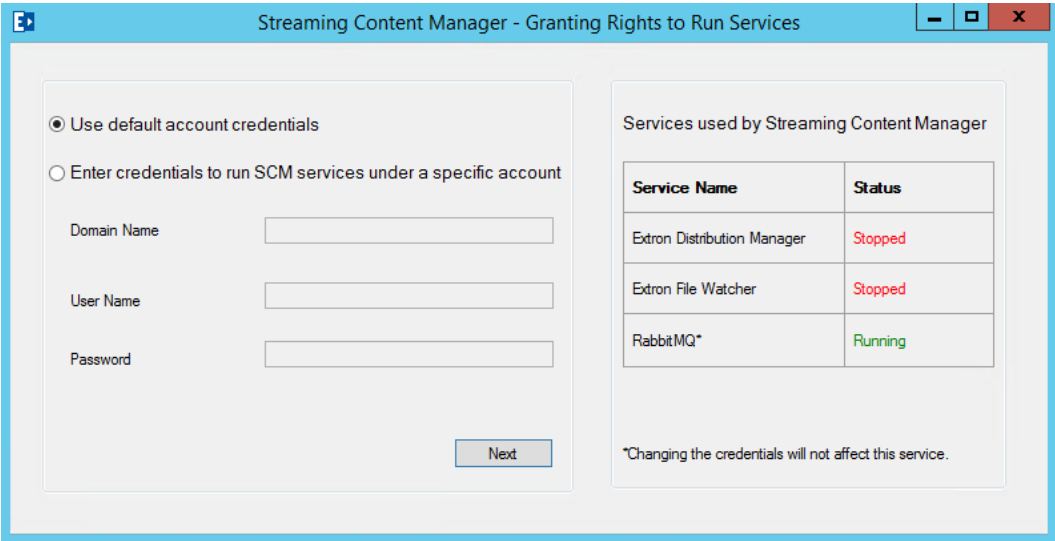 Streaming Content Manager - Granting Rights to Run Services
Use default account credentials
Enter credentials to run SCM services under a specific account
Domain Name
User Name
Password
Next
Services used by Streaming Content Manager
Service Name Status
Extron Distribution Manager Stopped
Extron File Watcher Stopped
RabbitMQ* Running
*Changing the credentials will not affect this service.